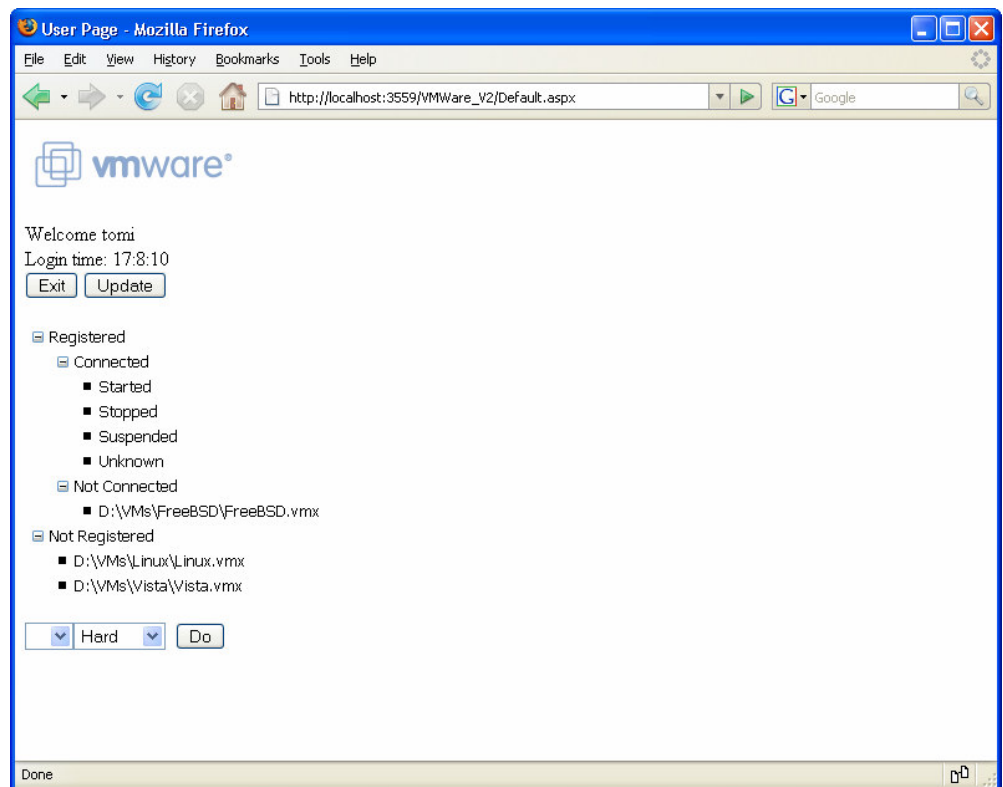 User Page - Mozilla Firefox
File Edit View History Bookmarks Tools Help
http://localhost:3559/VMWare_V2/Default.aspx G Google
vmware®
Welcome tomi
Login time: 17:8:10
Exit Update
Registered
Connected
Started
Stopped
Suspended
Unknown
Not Connected
D:\VMs\FreeBSD\FreeBSD.vmx
Not Registered
D:\VMs\Linux\Linux.vmx
D:\VMs\Vista\Vista.vmx
Hard Do
Done